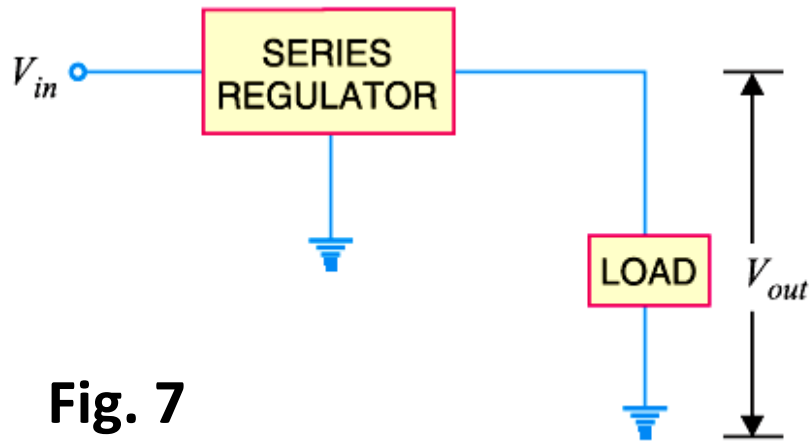 SERIES
REGULATOR
V_in
LOAD
V_out
Fig. 7